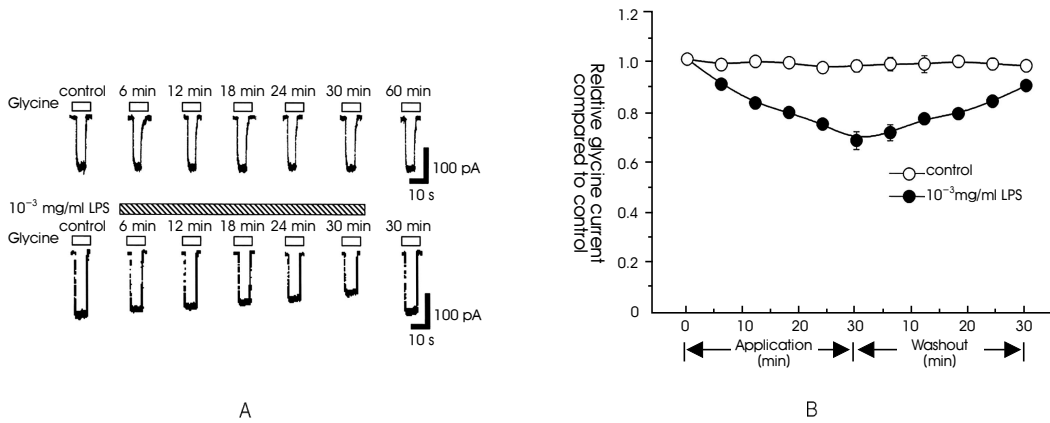 control 6 min 12 min 18 min 24 min 30 min 60 min
Glycine
100 pA
10 s
10⁻³ mg/ml LPS
control 6 min 12 min 18 min 24 min 30 min 30 min
Glycine
100 pA
10 s
A
Relative glycine current
compared to control
1.2
1.0
0.8
0.6
0.4
0.2
0
control
10⁻³mg/ml LPS
0 10 20 30 10 20 30
Application
(min)
Washout
(min)
B